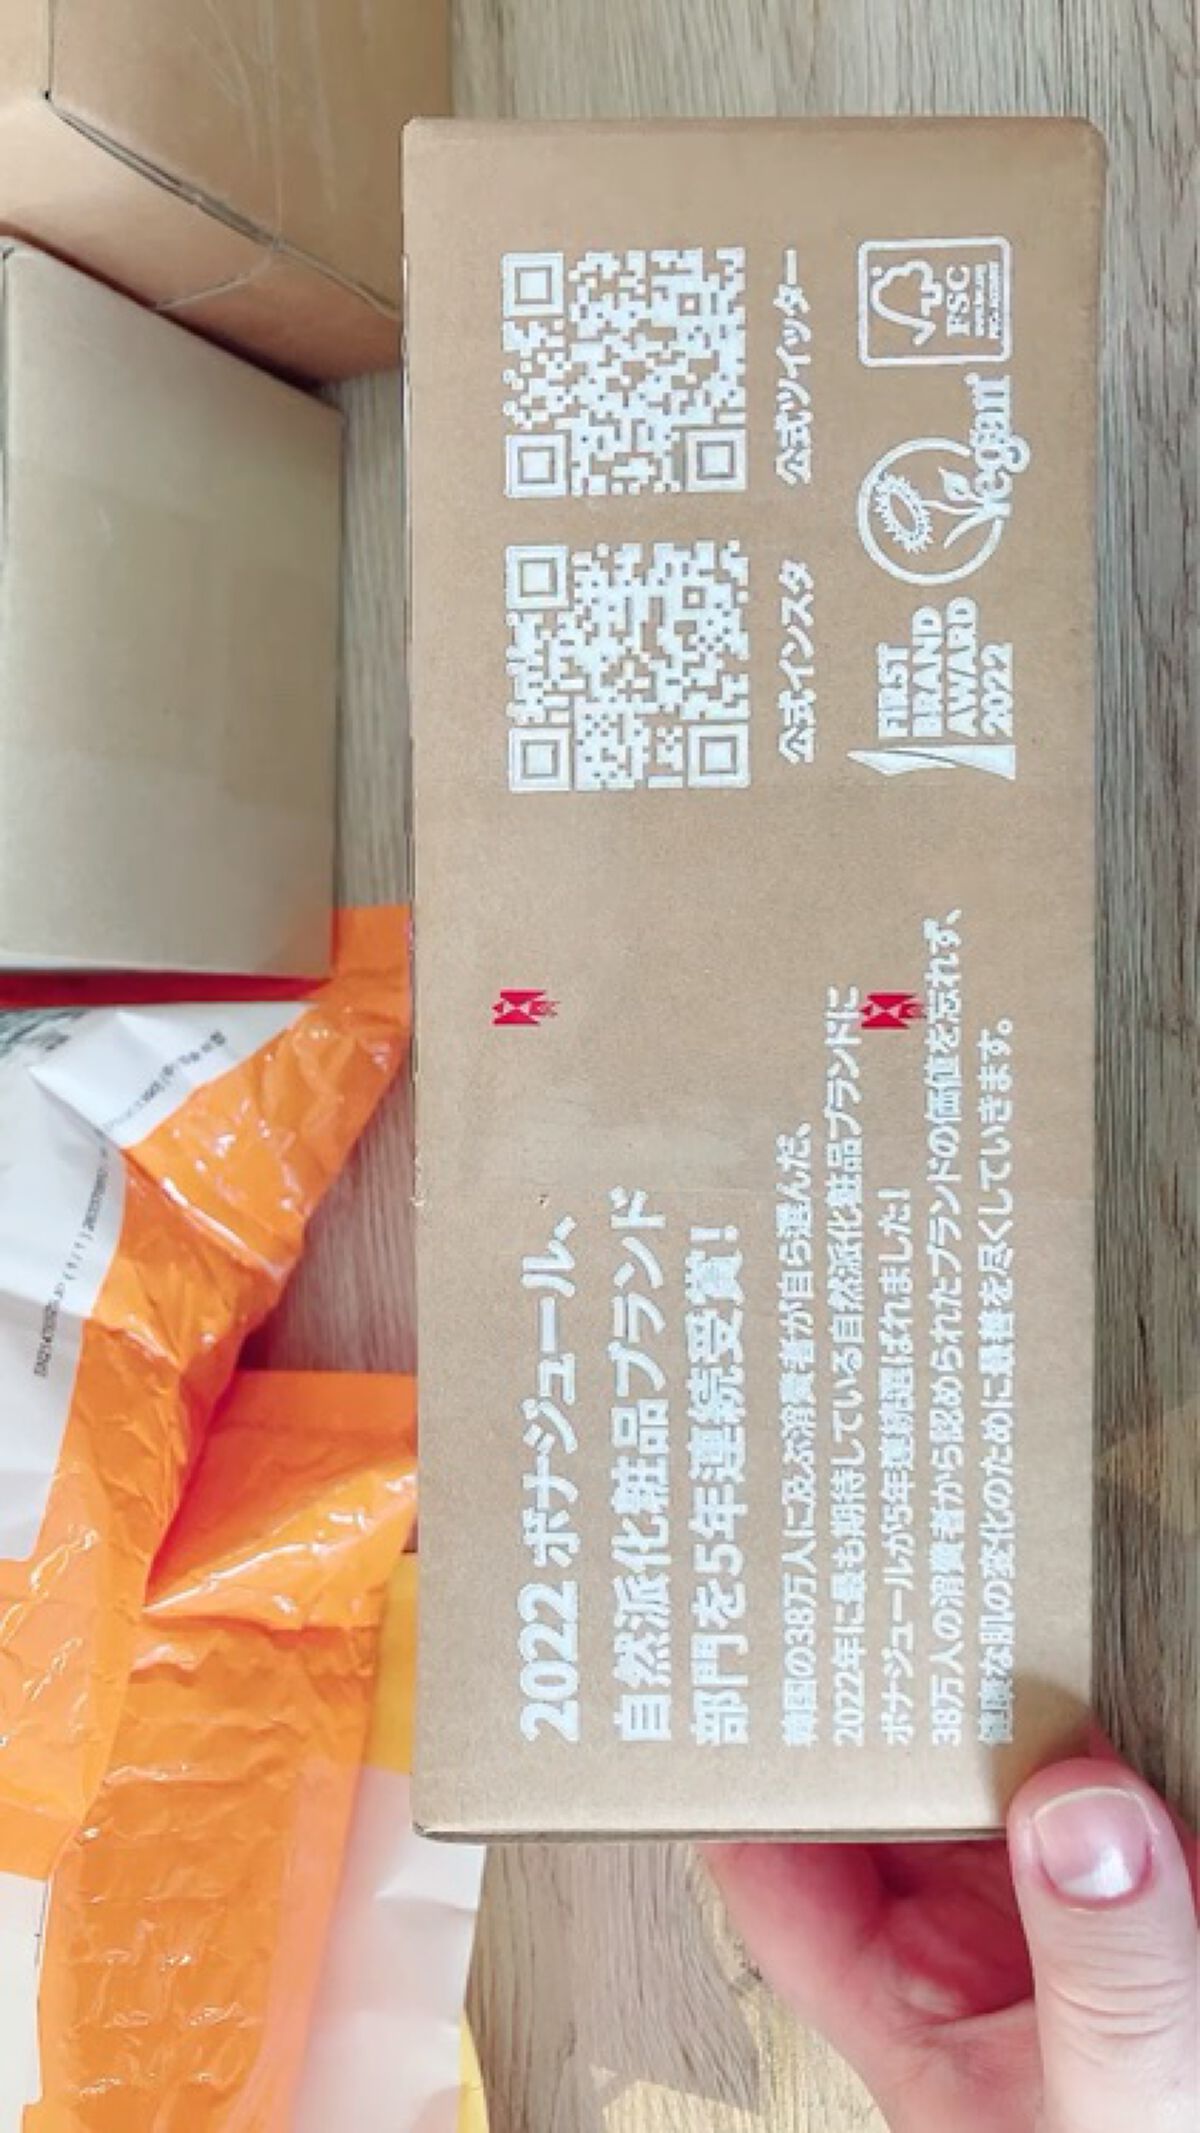 2022 ボナジュール、
自然派化粧品ブランド
部門を5年連続受賞！
韓国の38万人に及ぶ消費者が自ら選んだ、
2022年に最も期待している自然派化粧品ブランドに
ボナジュールが5年連続選ばれました！
38万人の消費者から認められたブランドの価値を忘れず、
健康な肌の変化のために最善を尽くしていきます。
公式インスタ
公式ツイッター
FIRST
BRAND
AWARD
2022
Vegan
FSC